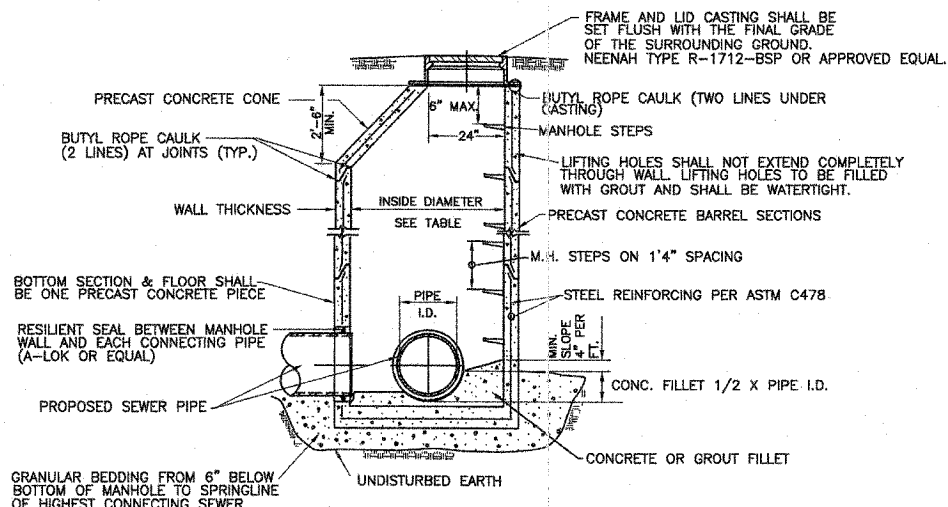 FRAME AND LID CASTING SHALL BE
SET FLUSH WITH THE FINAL GRADE
OF THE SURROUNDING GROUND.
NEENAH TYPE R-1712-BSP OR APPROVED EQUAL.
PRECAST CONCRETE CONE
2'-6"
MIN.
6" MAX.
24"
BUTYL ROPE CAULK (TWO LINES UNDER
CASTING)
MANHOLE STEPS
BUTYL ROPE CAULK
(2 LINES) AT JOINTS (TYP.)
LIFTING HOLES SHALL NOT EXTEND COMPLETELY
THROUGH WALL. LIFTING HOLES TO BE FILLED
WITH GROUT AND SHALL BE WATERTIGHT.
WALL THICKNESS
INSIDE DIAMETER
SEE TABLE
PRECAST CONCRETE BARREL SECTIONS
M.H. STEPS ON 1'4" SPACING
BOTTOM SECTION & FLOOR SHALL
BE ONE PRECAST CONCRETE PIECE
PIPE
I.D.
STEEL REINFORCING PER ASTM C478
RESILIENT SEAL BETWEEN MANHOLE
WALL AND EACH CONNECTING PIPE
(A-LOK OR EQUAL)
MIN.
SLOPE
4" PER
FT.
CONC. FILLET 1/2 X PIPE I.D.
PROPOSED SEWER PIPE
CONCRETE OR GROUT FILLET
GRANULAR BEDDING FROM 6" BELOW
BOTTOM OF MANHOLE TO SPRINGLINE
OF HIGHEST CONNECTING SEWER
UNDISTURBED EARTH